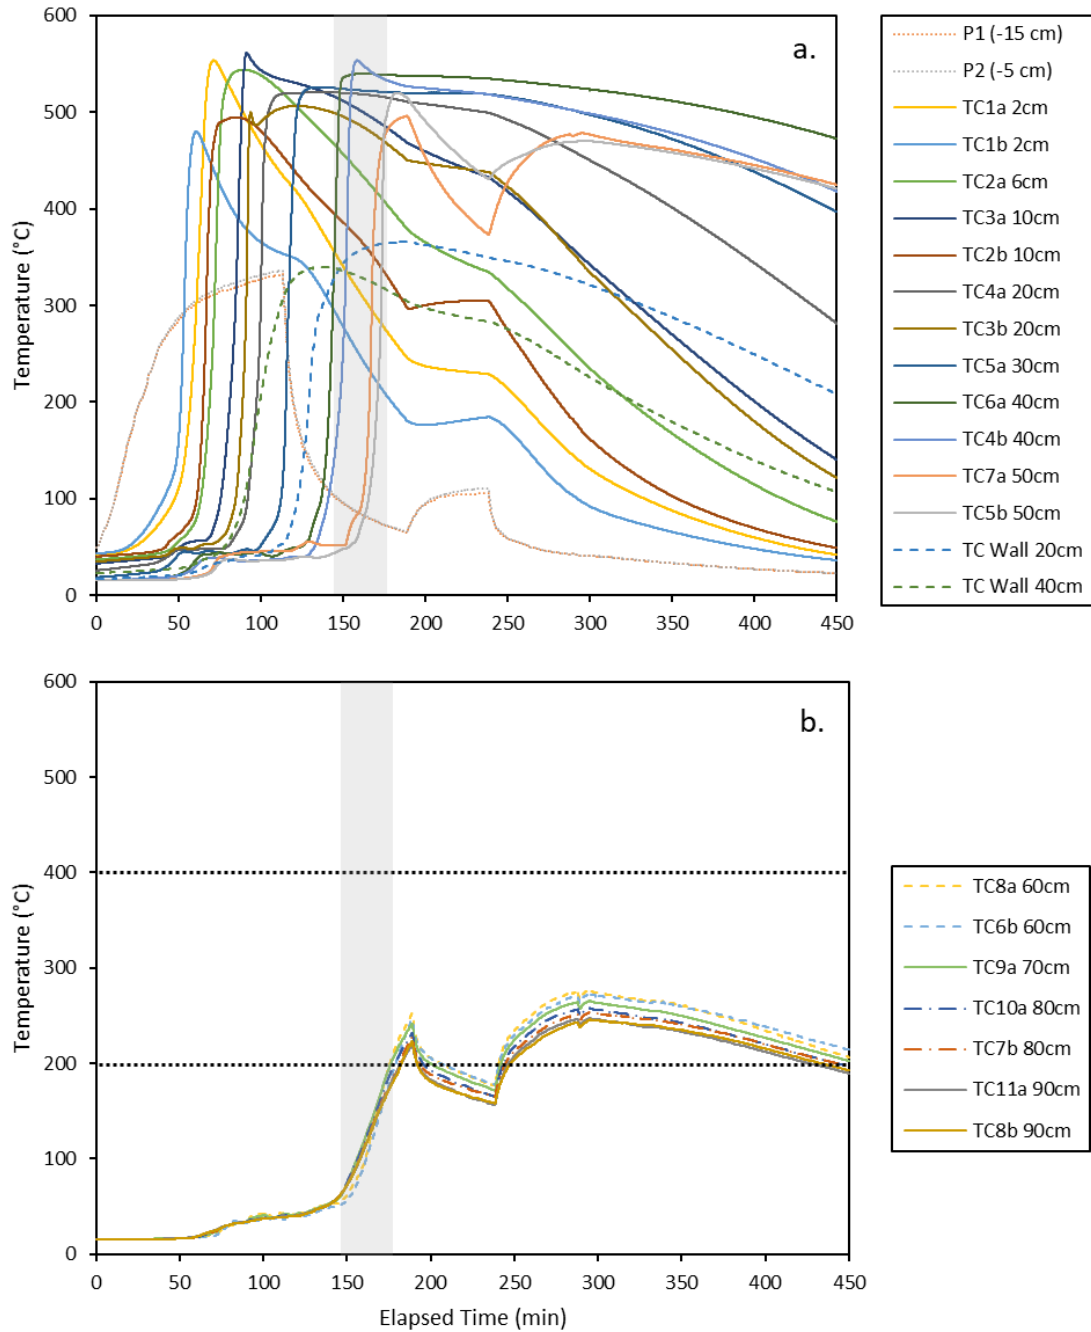 a.
Temperature (°C)
600
500
400
300
200
100
0
0 50 100 150 200 250 300 350 400 450
P1 (-15 cm)
P2 (-5 cm)
TC1a 2cm
TC1b 2cm
TC2a 6cm
TC3a 10cm
TC2b 10cm
TC4a 20cm
TC3b 20cm
TC5a 30cm
TC6a 40cm
TC4b 40cm
TC7a 50cm
TC5b 50cm
TC Wall 20cm
TC Wall 40cm
b.
Temperature (°C)
600
500
400
300
200
100
0
0 50 100 150 200 250 300 350 400 450
Elapsed Time (min)
TC8a 60cm
TC6b 60cm
TC9a 70cm
TC10a 80cm
TC7b 80cm
TC11a 90cm
TC8b 90cm